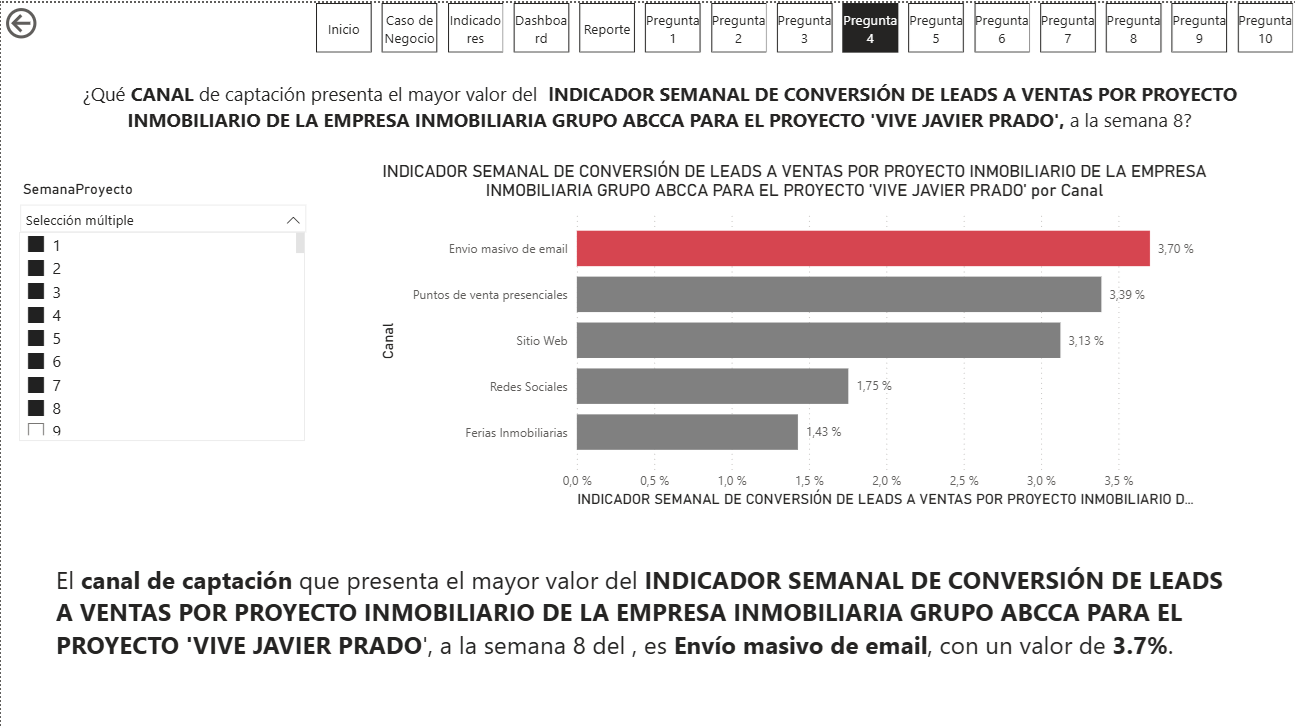 Inicio
Caso de
Negocio
Indicado
res
Dashboa
rd
Reporte
Pregunta
1
Pregunta
2
Pregunta
3
Pregunta
4
Pregunta
5
Pregunta
6
Pregunta
7
Pregunta
8
Pregunta
9
Pregunta
10
¿Qué CANAL de captación presenta el mayor valor del INDICADOR SEMANAL DE CONVERSIÓN DE LEADS A VENTAS POR PROYECTO
INMOBILIARIO DE LA EMPRESA INMOBILIARIA GRUPO ABCCA PARA EL PROYECTO 'VIVE JAVIER PRADO', a la semana 8?
SemanaProyecto
Selección múltiple
1
2
3
4
5
6
7
8
9
INDICADOR SEMANAL DE CONVERSIÓN DE LEADS A VENTAS POR PROYECTO INMOBILIARIO DE LA EMPRESA
INMOBILIARIA GRUPO ABCCA PARA EL PROYECTO 'VIVE JAVIER PRADO' por Canal
Canal
Envio masivo de email
3,70 %
Puntos de venta presenciales
3,39 %
Sitio Web
3,13 %
Redes Sociales
1,75 %
Ferias Inmobiliarias
1,43 %
0,0 %
0,5 %
1,0 %
1,5 %
2,0 %
2,5 %
3,0 %
3,5 %
INDICADOR SEMANAL DE CONVERSIÓN DE LEADS A VENTAS POR PROYECTO INMOBILIARIO D...
El canal de captación que presenta el mayor valor del INDICADOR SEMANAL DE CONVERSIÓN DE LEADS
A VENTAS POR PROYECTO INMOBILIARIO DE LA EMPRESA INMOBILIARIA GRUPO ABCCA PARA EL
PROYECTO 'VIVE JAVIER PRADO', a la semana 8 del , es Envío masivo de email, con un valor de 3.7%.